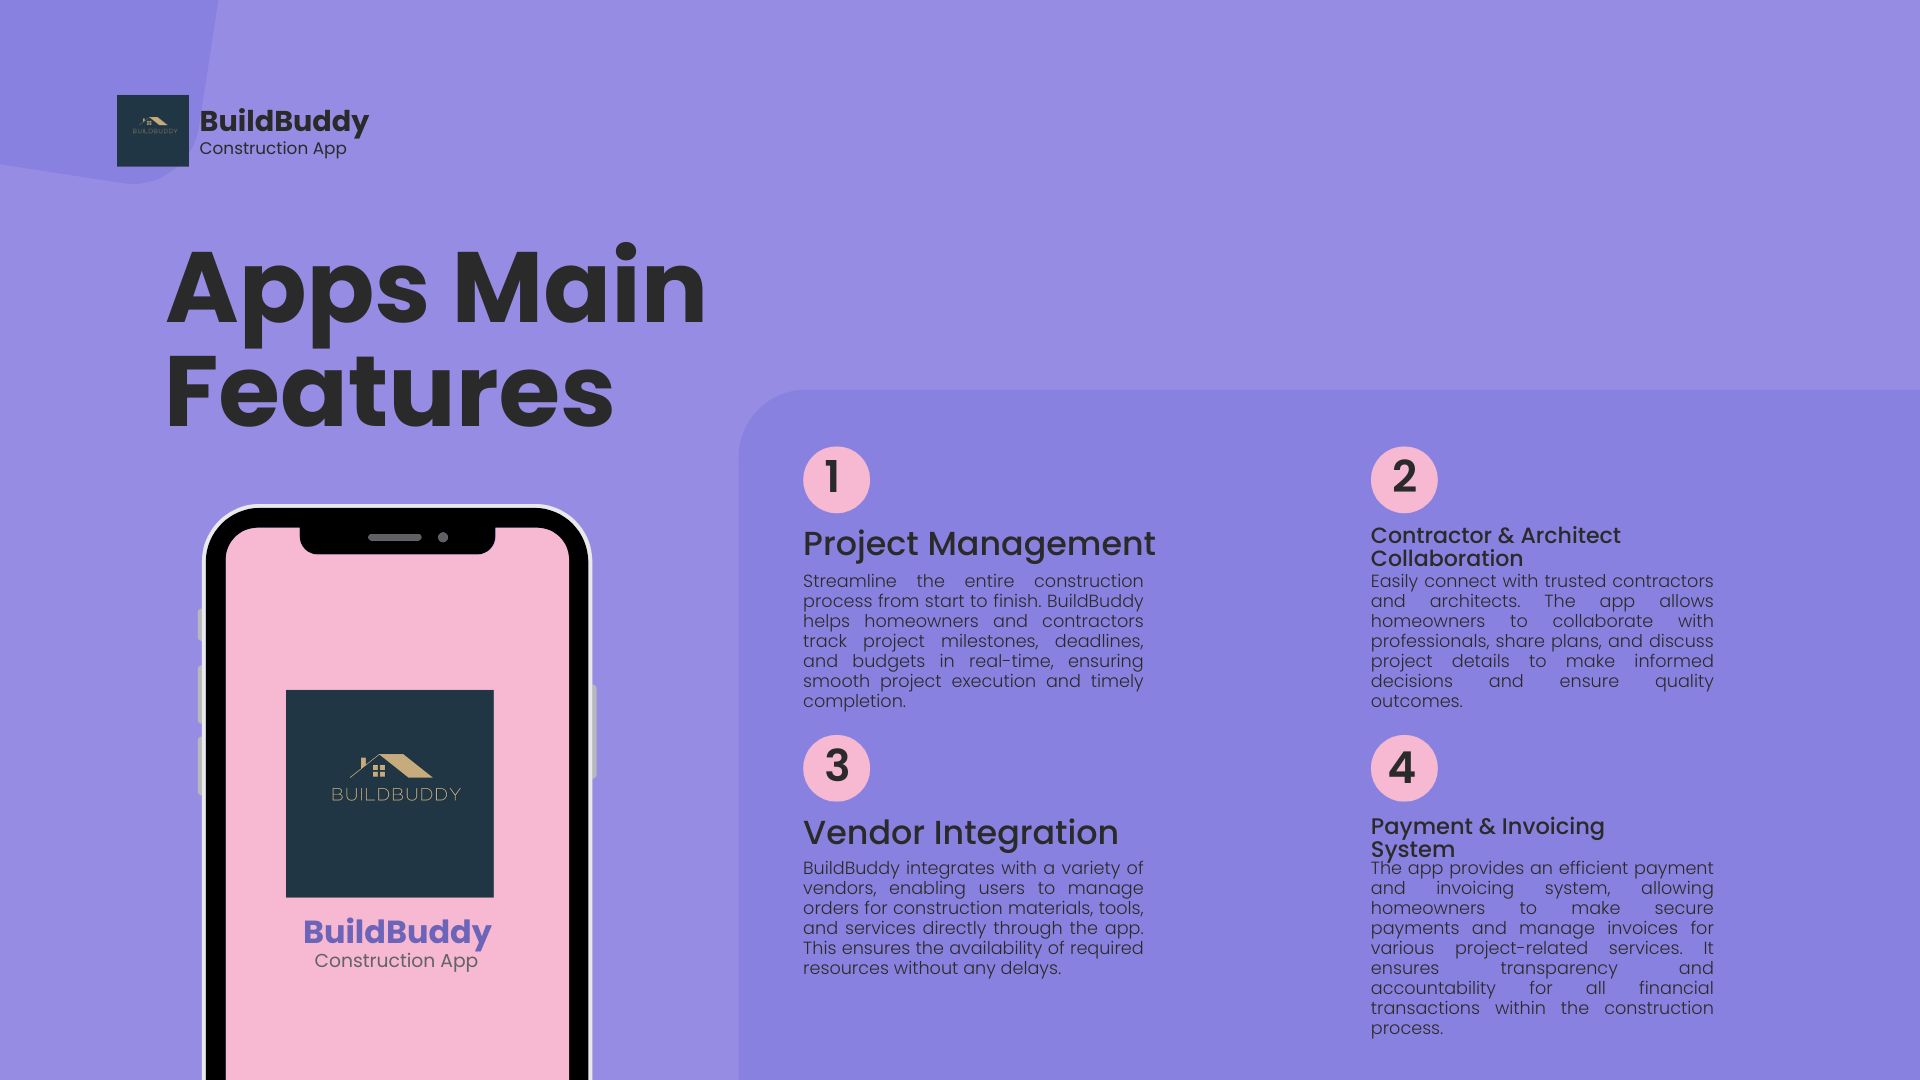 BUILDBUDDY
BuildBuddy
Construction App
Apps Main
Features
1
Project Management
Streamline the entire construction
process from start to finish. BuildBuddy
helps homeowners and contractors
track project milestones, deadlines,
and budgets in real-time, ensuring
smooth project execution and timely
completion.
2
Contractor & Architect
Collaboration
Easily connect with trusted contractors
and architects. The app allows
homeowners to collaborate with
professionals, share plans, and discuss
project details to make informed
decisions and ensure quality
outcomes.
3
Vendor Integration
BuildBuddy integrates with a variety of
vendors, enabling users to manage
orders for construction materials, tools,
and services directly through the app.
This ensures the availability of required
resources without any delays.
4
Payment & Invoicing
System
The app provides an efficient payment
and invoicing system, allowing
homeowners to make secure
payments and manage invoices for
various project-related services. It
ensures transparency and
accountability for all financial
transactions within the construction
process.
BUILDBUDDY
BuildBuddy
Construction App